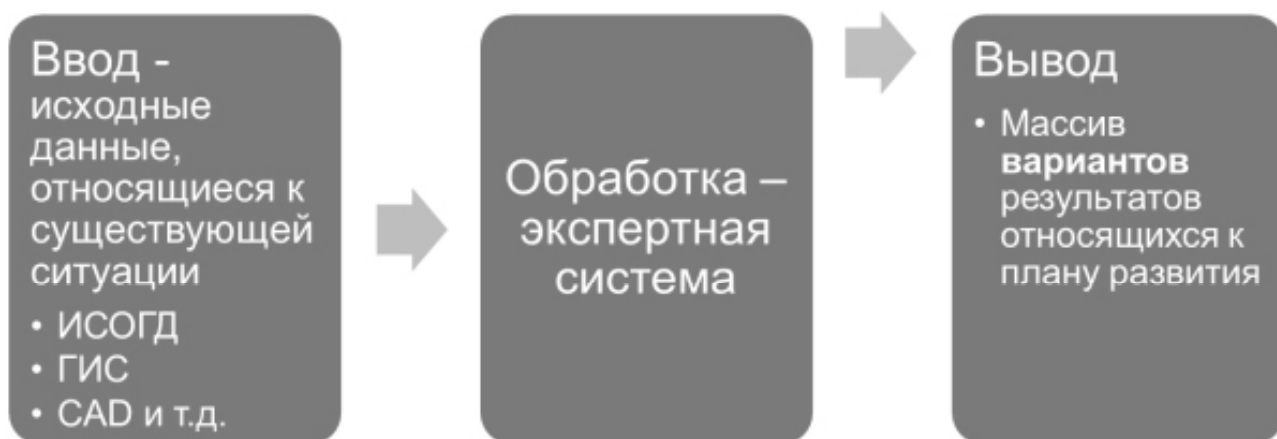 Ввод -
исходные
данные,
относящиеся к
существующей
ситуации
• ИСОГД
• ГИС
• CAD и т.д.
Обработка –
экспертная
система
Вывод
• Массив
вариантов
результатов
относящихся к
плану развития